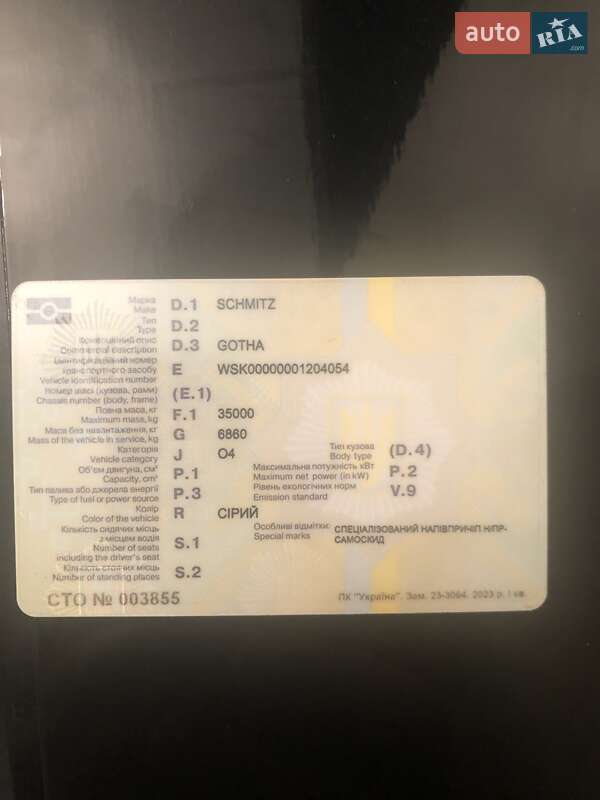 auto RIA .com
Марка
Make D.1 SCHMITZ
Тип
Type D.2
Комерційний опис
Commercial description D.3 GOTHA
Ідентифікаційний номер
транспортного засобу E WSK00000001204054
Vehicle identification number
Номер шасі (кузова, рами) (E.1)
Chassis number (body, frame)
Повна маса, кг F.1 35000
Maximum mass, kg
Маса без навантаження, кг G 6860
Mass of the vehicle in service, kg
Категорія J O4 Тип кузова (D.4)
Vehicle category Body type
Об'єм двигуна, см³ P.1 Максимальна потужність кВт P.2
Capacity, cm³ Maximum net power (in kW)
Тип палива або джерела енергії P.3 Рівень екологічних норм V.9
Type of fuel or power source Emission standard
Колір R СІРИЙ Особливі відмітки: СПЕЦІАЛІЗОВАНИЙ НАПІВПРИЧІП Н/ПР-
Color of the vehicle Special marks САМОСКИД
Кількість сидячих місць
з місцем водія S.1
Number of seats
including the driver's seat
Кількість стоячих місць S.2
Number of standing places
СТО № 003855 ПК "Україна". Зам. 23-3064. 2023 р. I кв.